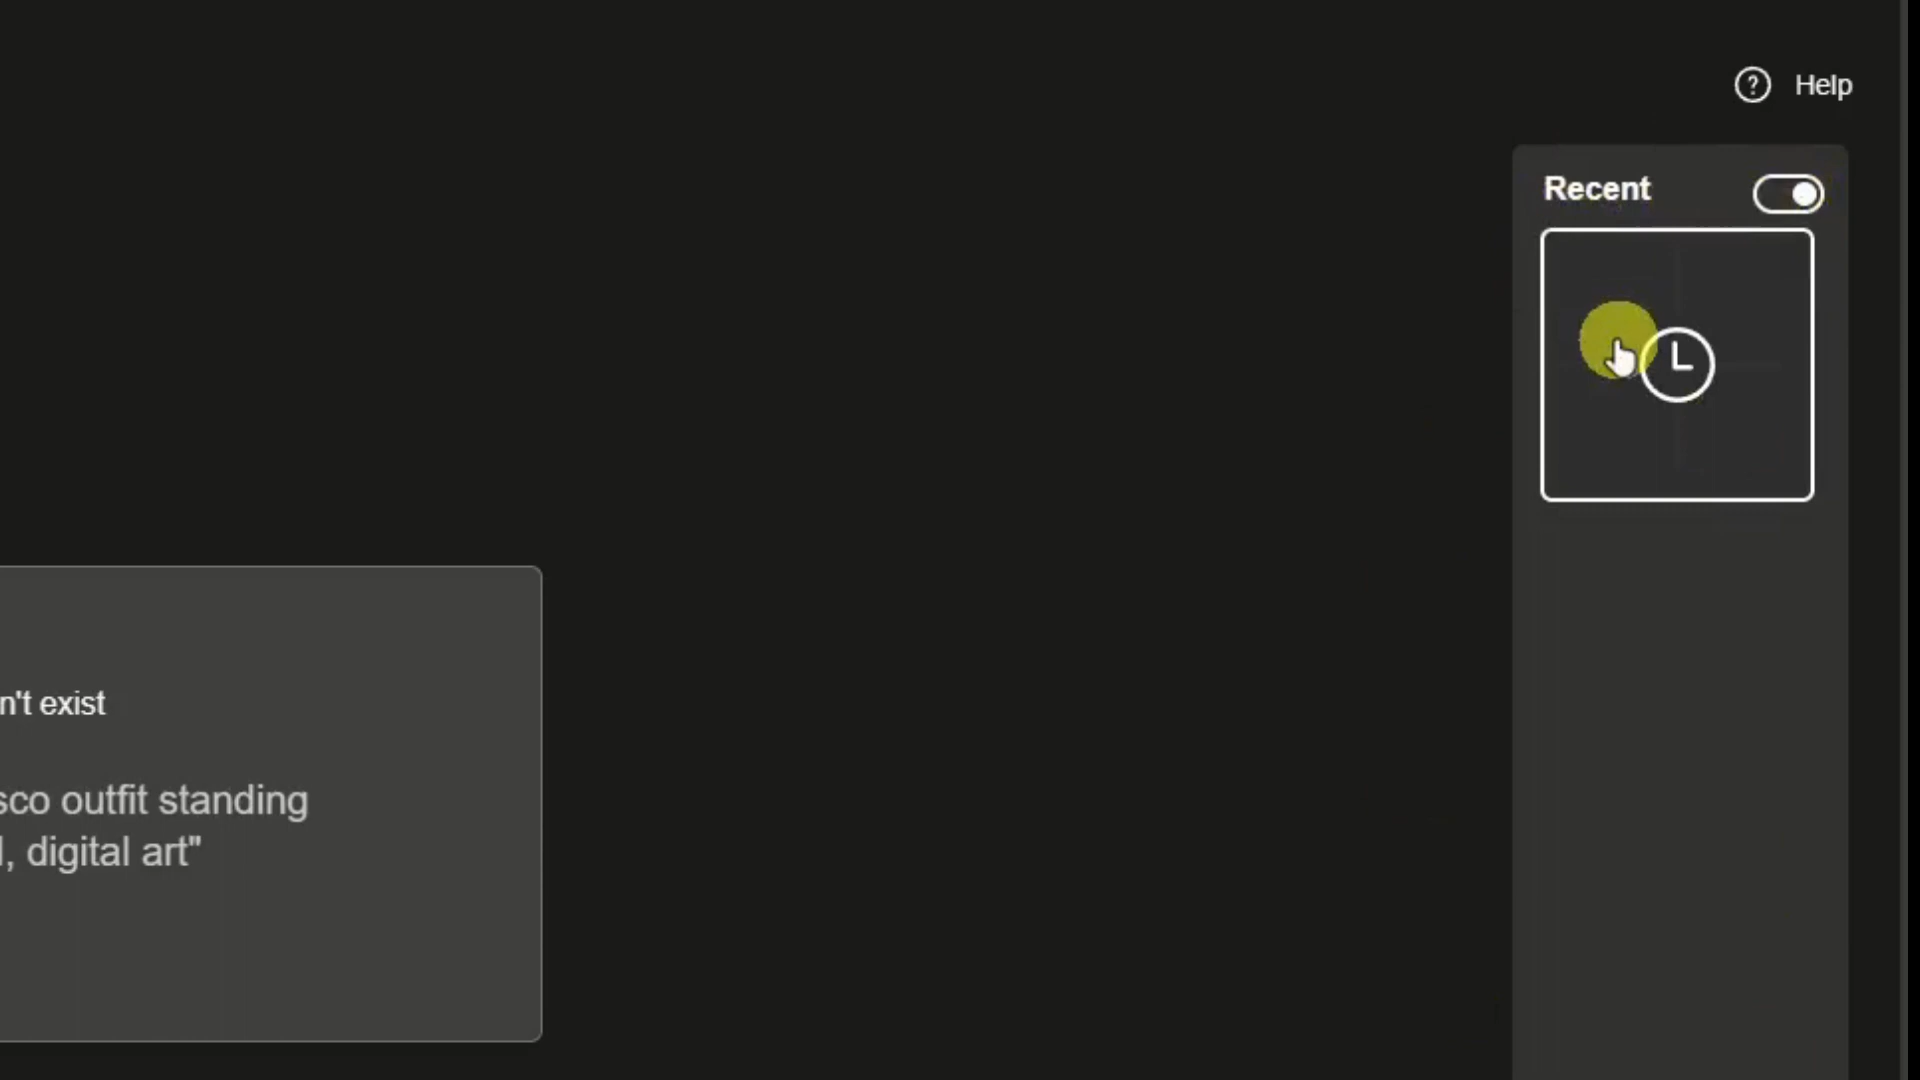 Help
Recent
n't exist
sco outfit standing
, digital art"